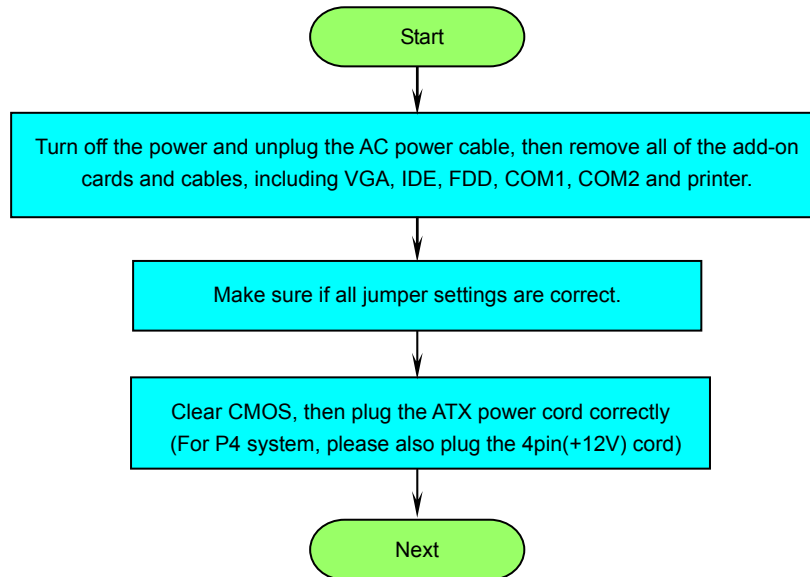 Start
Turn off the power and unplug the AC power cable, then remove all of the add-on
cards and cables, including VGA, IDE, FDD, COM1, COM2 and printer.
Make sure if all jumper settings are correct.
Clear CMOS, then plug the ATX power cord correctly
(For P4 system, please also plug the 4pin(+12V) cord)
Next